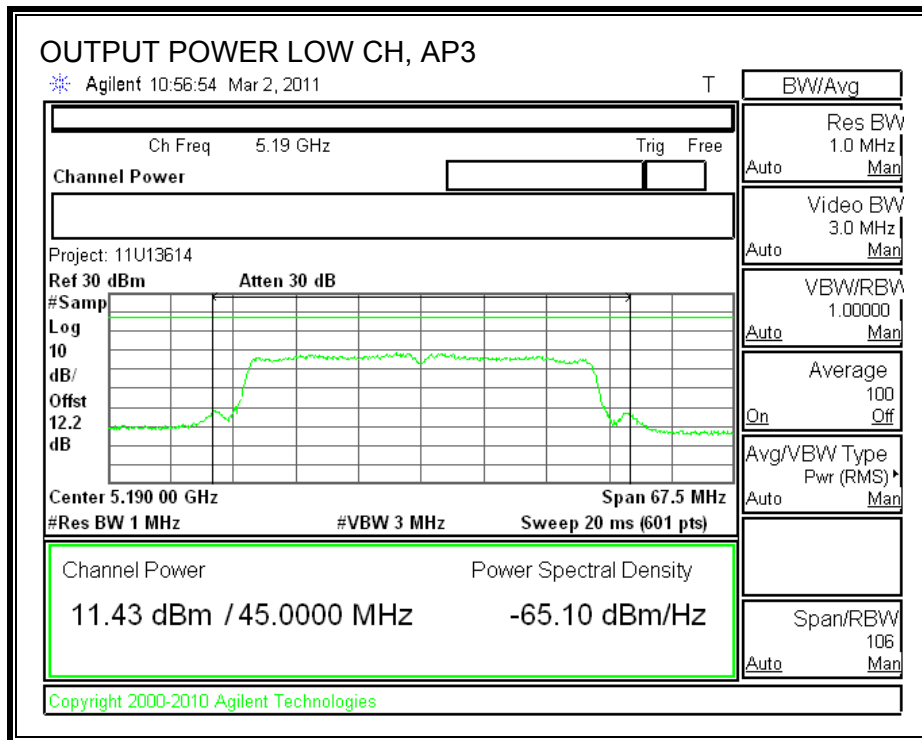 OUTPUT POWER LOW CH, AP3
Agilent 10:56:54 Mar 2, 2011 T
BW/Avg
Ch Freq 5.19 GHz Trig Free
Channel Power
Res BW
1.0 MHz
Auto Man
Video BW
3.0 MHz
Auto Man
Project: 11U13614
Ref 30 dBm Atten 30 dB
#Samp
Log
10
dB/
Offst
12.2
dB
VBW/RBW
1.00000
Auto Man
Average
100
On Off
Avg/VBW Type
Pwr (RMS)
Auto Man
Center 5.190 00 GHz Span 67.5 MHz
#Res BW 1 MHz #VBW 3 MHz Sweep 20 ms (601 pts)
Channel Power Power Spectral Density
11.43 dBm / 45.0000 MHz -65.10 dBm/Hz
Span/RBW
106
Auto Man
Copyright 2000-2010 Agilent Technologies